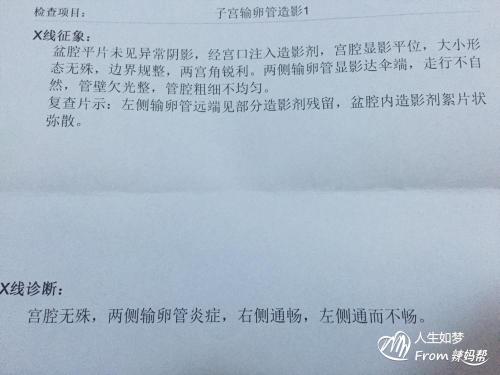 检查项目: 子宫输卵管造影1
X线征象:
盆腔平片未见异常阴影，经宫口注入造影剂，宫腔显影平位，大小形
态无殊，边界规整，两宫角锐利。两侧输卵管显影达伞端，走行不自
然，管壁欠光整，管腔粗细不均匀。
复查片示: 左侧输卵管远端见部分造影剂残留，盆腔内造影剂絮片状
弥散。
X线诊断:
宫腔无殊，两侧输卵管炎症，右侧通畅，左侧通而不畅。
人生如梦
From 辣妈帮